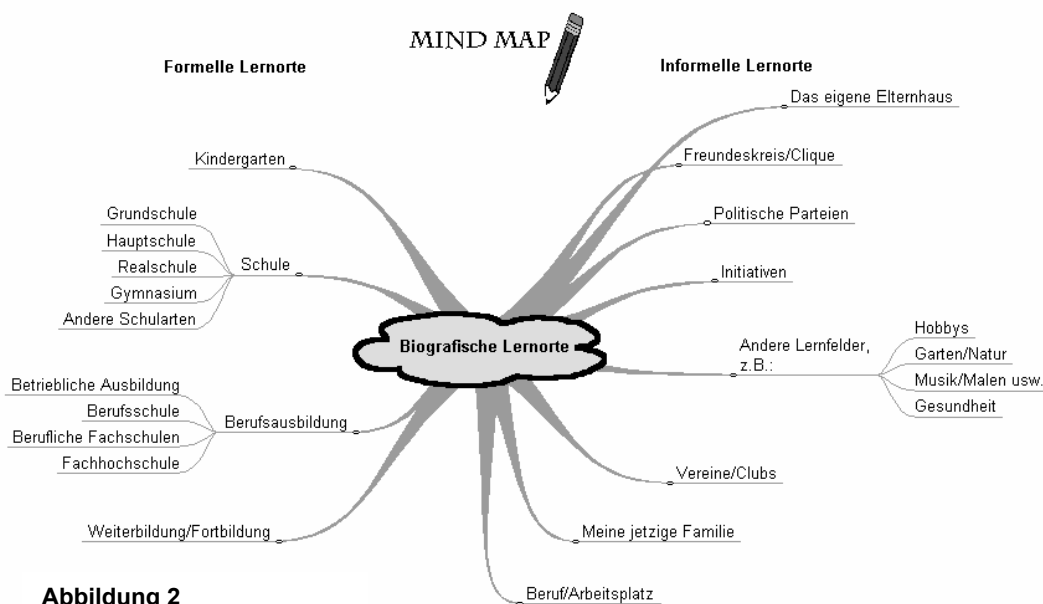 MIND MAP
Formelle Lernorte
Informelle Lernorte
Das eigene Elternhaus
Kindergarten
Freundeskreis/Clique
Grundschule
Hauptschule
Realschule
Gymnasium
Andere Schularten
Schule
Politische Parteien
Initiativen
Biografische Lernorte
Andere Lernfelder,
z.B.:
Hobbys
Garten/Natur
Musik/Malen usw.
Gesundheit
Betriebliche Ausbildung
Berufsschule
Berufliche Fachschulen
Fachhochschule
Berufsausbildung
Vereine/Clubs
Weiterbildung/Fortbildung
Meine jetzige Familie
Beruf/Arbeitsplatz
Abbildung 2